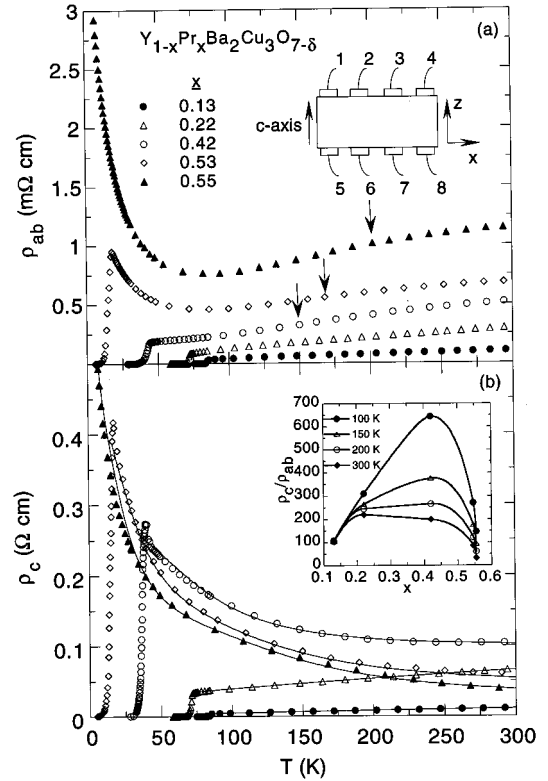 3
(a)
Y1-xPrxBa2Cu3O7-δ
2.5
x
0.13
0.22
0.42
0.53
0.55
1 2 3 4
c-axis
z
x
5 6 7 8
2
1.5
1
0.5
ρab (mΩ cm)
(b)
0.4
0.3
0.2
0.1
0
ρc (Ω cm)
700
600
500
400
300
200
100
0
ρc/ρab
100 K
150 K
200 K
300 K
0.1 0.2 0.3 0.4 0.5 0.6
x
0 50 100 150 200 250 300
T (K)